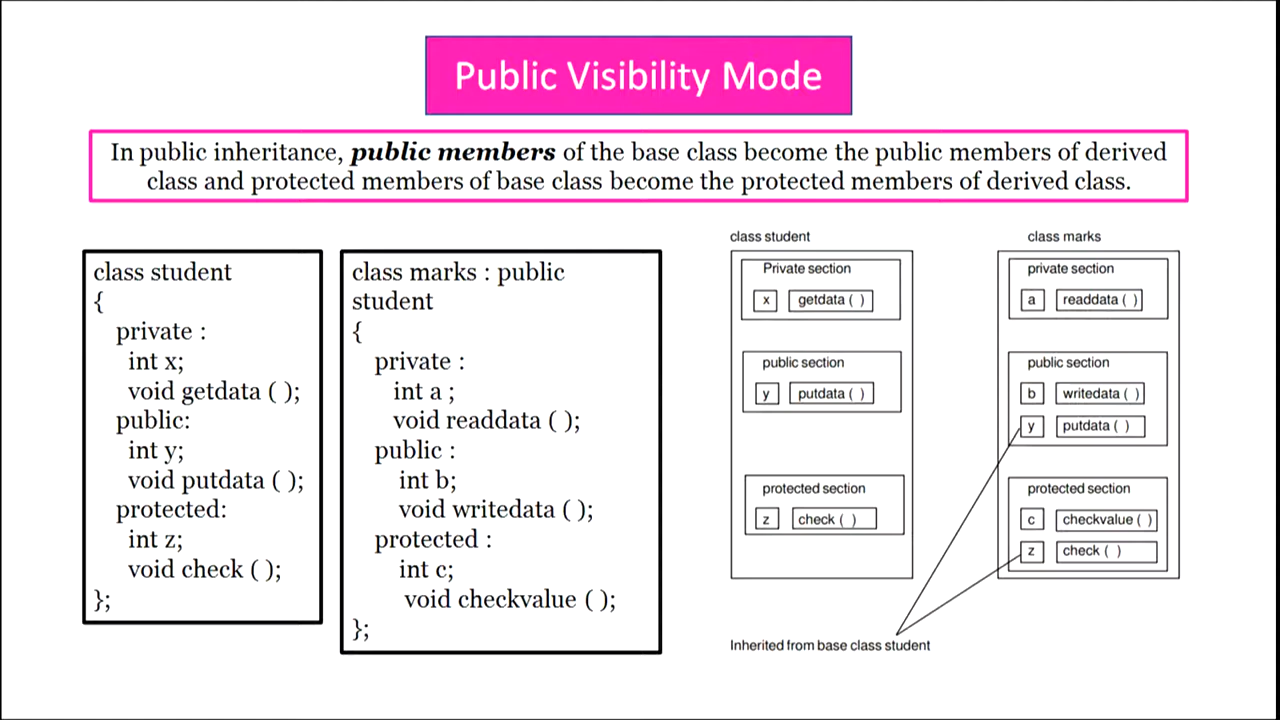 Public Visibility Mode
In public inheritance, public members of the base class become the public members of derived
class and protected members of base class become the protected members of derived class.
class student
{
private :
int x;
void getdata ( );
public:
int y;
void putdata ( );
protected:
int z;
void check ( );
};
class marks : public
student
{
private :
int a ;
void readdata ( );
public :
int b;
void writedata ( );
protected :
int c;
void checkvalue ( );
};
class student
Private section
x getdata ( )
public section
y putdata ( )
protected section
z check ( )
class marks
private section
a readdata ( )
public section
b writedata ( )
y putdata ( )
protected section
c checkvalue ( )
z check ( )
Inherited from base class student